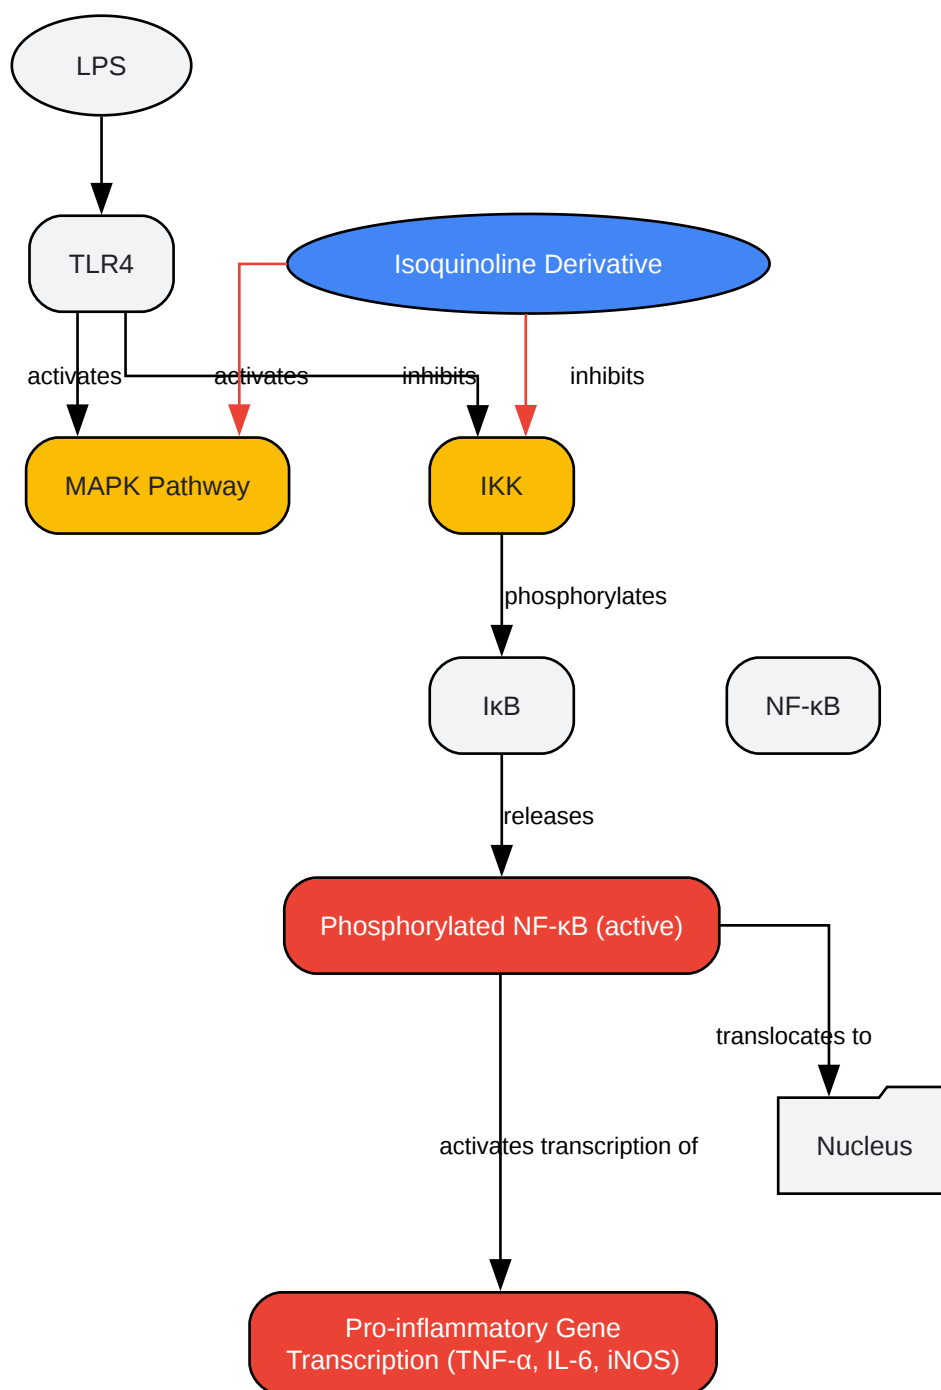 LPS
TLR4
Isoquinoline Derivative
activates
activates
inhibits
inhibits
MAPK Pathway
IKK
phosphorylates
IκB
NF-κB
releases
Phosphorylated NF-κB (active)
translocates to
activates transcription of
Nucleus
Pro-inflammatory Gene
Transcription (TNF-α, IL-6, iNOS)